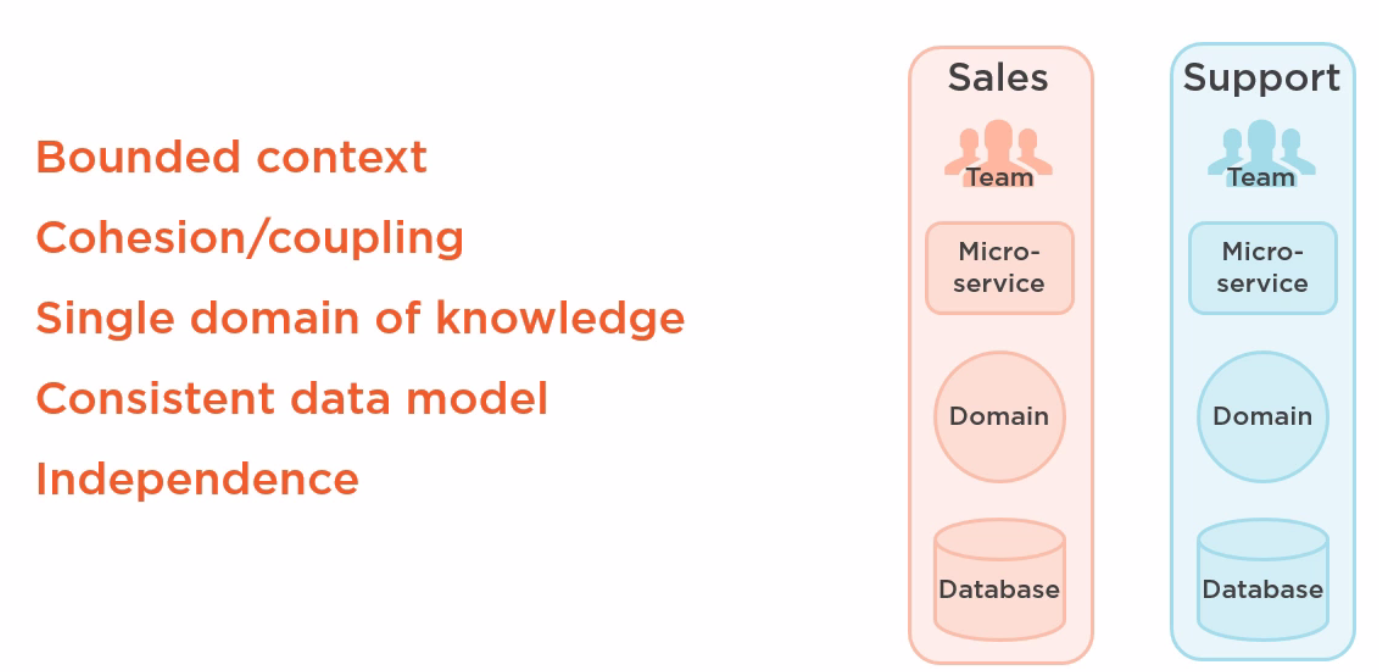 Bounded context
Cohesion/coupling
Single domain of knowledge
Consistent data model
Independence
Sales
Team
Micro-
service
Domain
Database
Support
Team
Micro-
service
Domain
Database